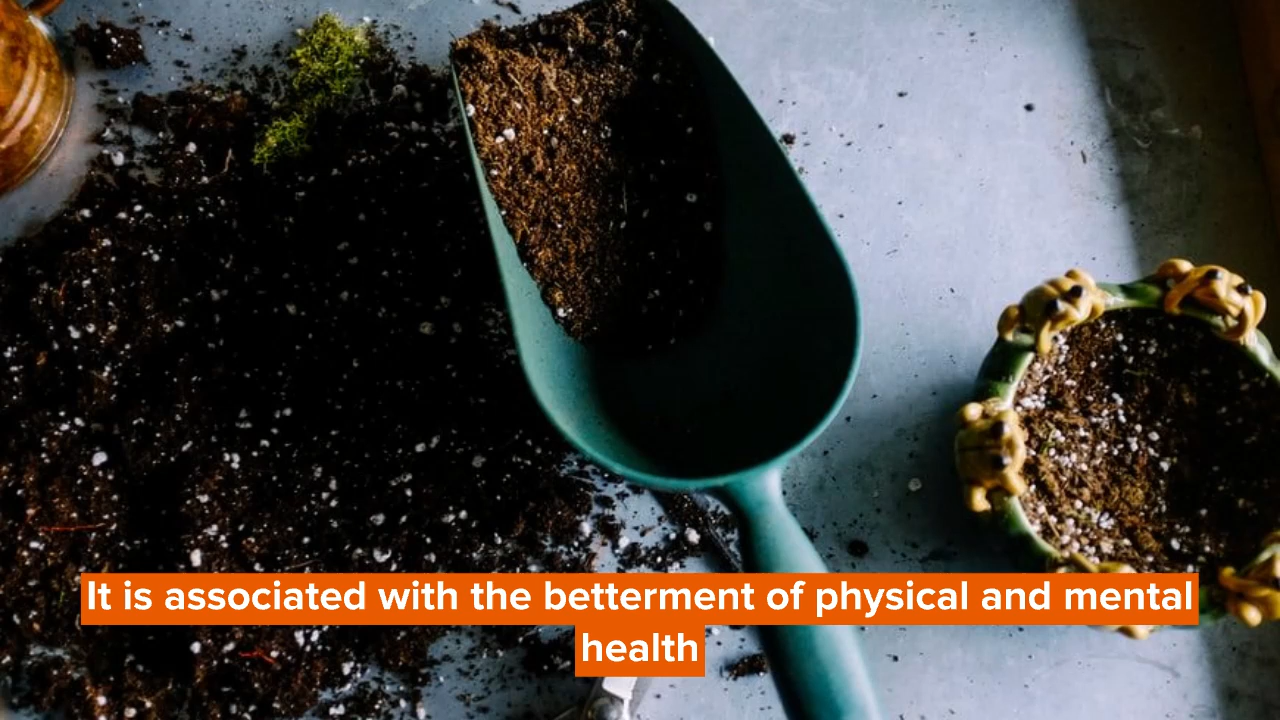 It is associated with the betterment of physical and mental
health